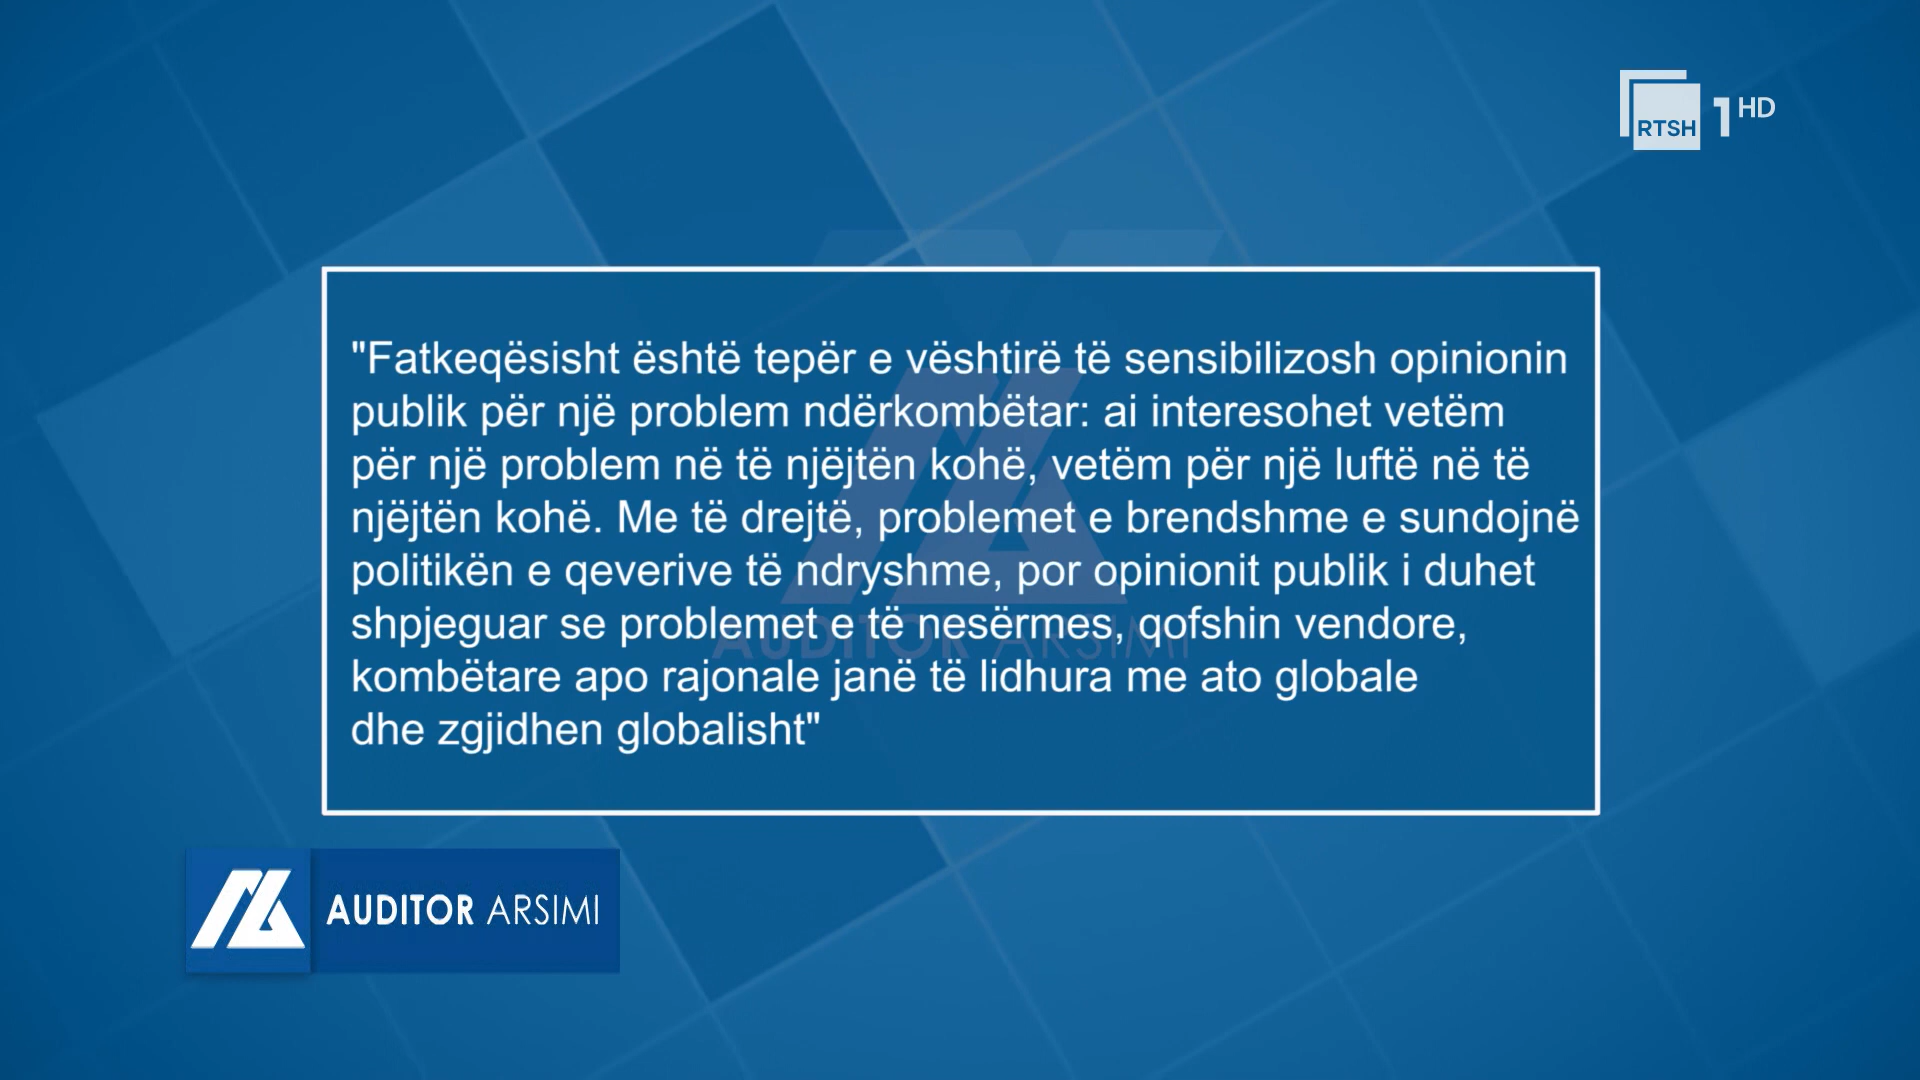 RTSH 1 HD
"Fatkeqësisht është tepër e vështirë të sensibilizosh opinionin
publik për një problem ndërkombëtar: ai interesohet vetëm
për një problem në të njëjtën kohë, vetëm për një luftë në të
njëjtën kohë. Me të drejtë, problemet e brendshme e sundojnë
politikën e qeverive të ndryshme, por opinionit publik i duhet
shpjeguar se problemet e të nesërmes, qofshin vendore,
kombëtare apo rajonale janë të lidhura me ato globale
dhe zgjidhen globalisht"
AUDITOR ARSIMI
AUDITOR ARSIMI